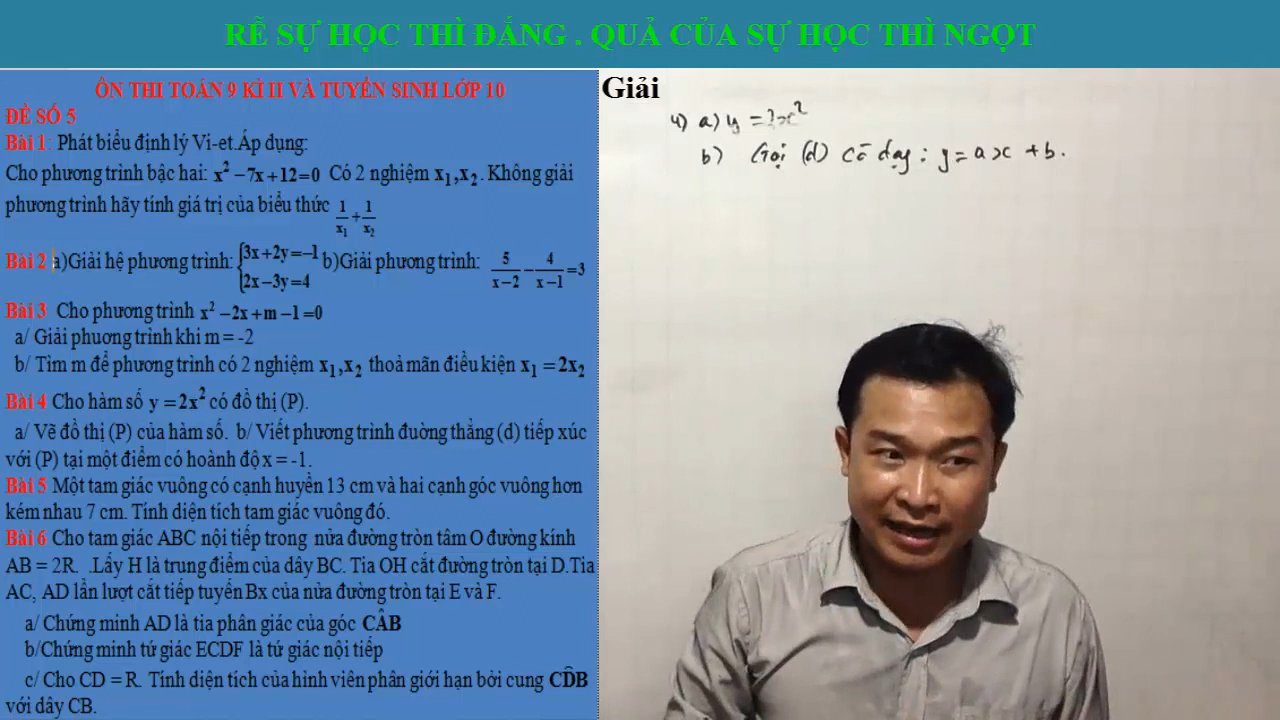 RỄ SỰ HỌC THÌ ĐẮNG . QUẢ CỦA SỰ HỌC THÌ NGỌT
ÔN THI TOÁN 9 KÌ II VÀ TUYỂN SINH LỚP 10
ĐỀ SỐ 5
Bài 1: Phát biểu định lý Vi-et.Áp dụng:
Cho phương trình bậc hai: x² −7x+12=0 Có 2 nghiệm x₁,x₂. Không giải
phương trình hãy tính giá trị của biểu thức 1/x₁ + 1/x₂
Bài 2 a)Giải hệ phương trình: {3x+2y=−1 2x−3y=4 b)Giải phương trình: 5/(x−2) − 4/(x−1) =3
Bài 3 Cho phương trình x² −2x+m−1=0
a/ Giải phuơng trình khi m = -2
b/ Tìm m để phương trình có 2 nghiệm x₁,x₂ thoả mãn điều kiện x₁ = 2x₂
Bài 4 Cho hàm số y =2x² có đồ thị (P).
a/ Vẽ đồ thị (P) của hàm số. b/ Viết phương trình đuờng thẳng (d) tiếp xúc
với (P) tại một điểm có hoành độ x = -1.
Bài 5 Một tam giác vuông có cạnh huyền 13 cm và hai cạnh góc vuông hơn
kém nhau 7 cm. Tính diện tích tam giác vuông đó.
Bài 6 Cho tam giác ABC nội tiếp trong nửa đường tròn tâm O đường kính
AB = 2R. .Lấy H là trung điểm của dây BC. Tia OH cắt đường tròn tại D.Tia
AC, AD lần lượt cắt tiếp tuyến Bx của nửa đường tròn tại E và F.
a/ Chứng minh AD là tia phân giác của góc CÂB
b/Chứng minh tứ giác ECDF là tứ giác nội tiếp
c/ Cho CD = R. Tính diện tích của hình viên phân giới hạn bởi cung CD̂B
với dây CB.
Giải
4) a) y = 2x²
b) Gọi (d) có dạng : y = ax + b.